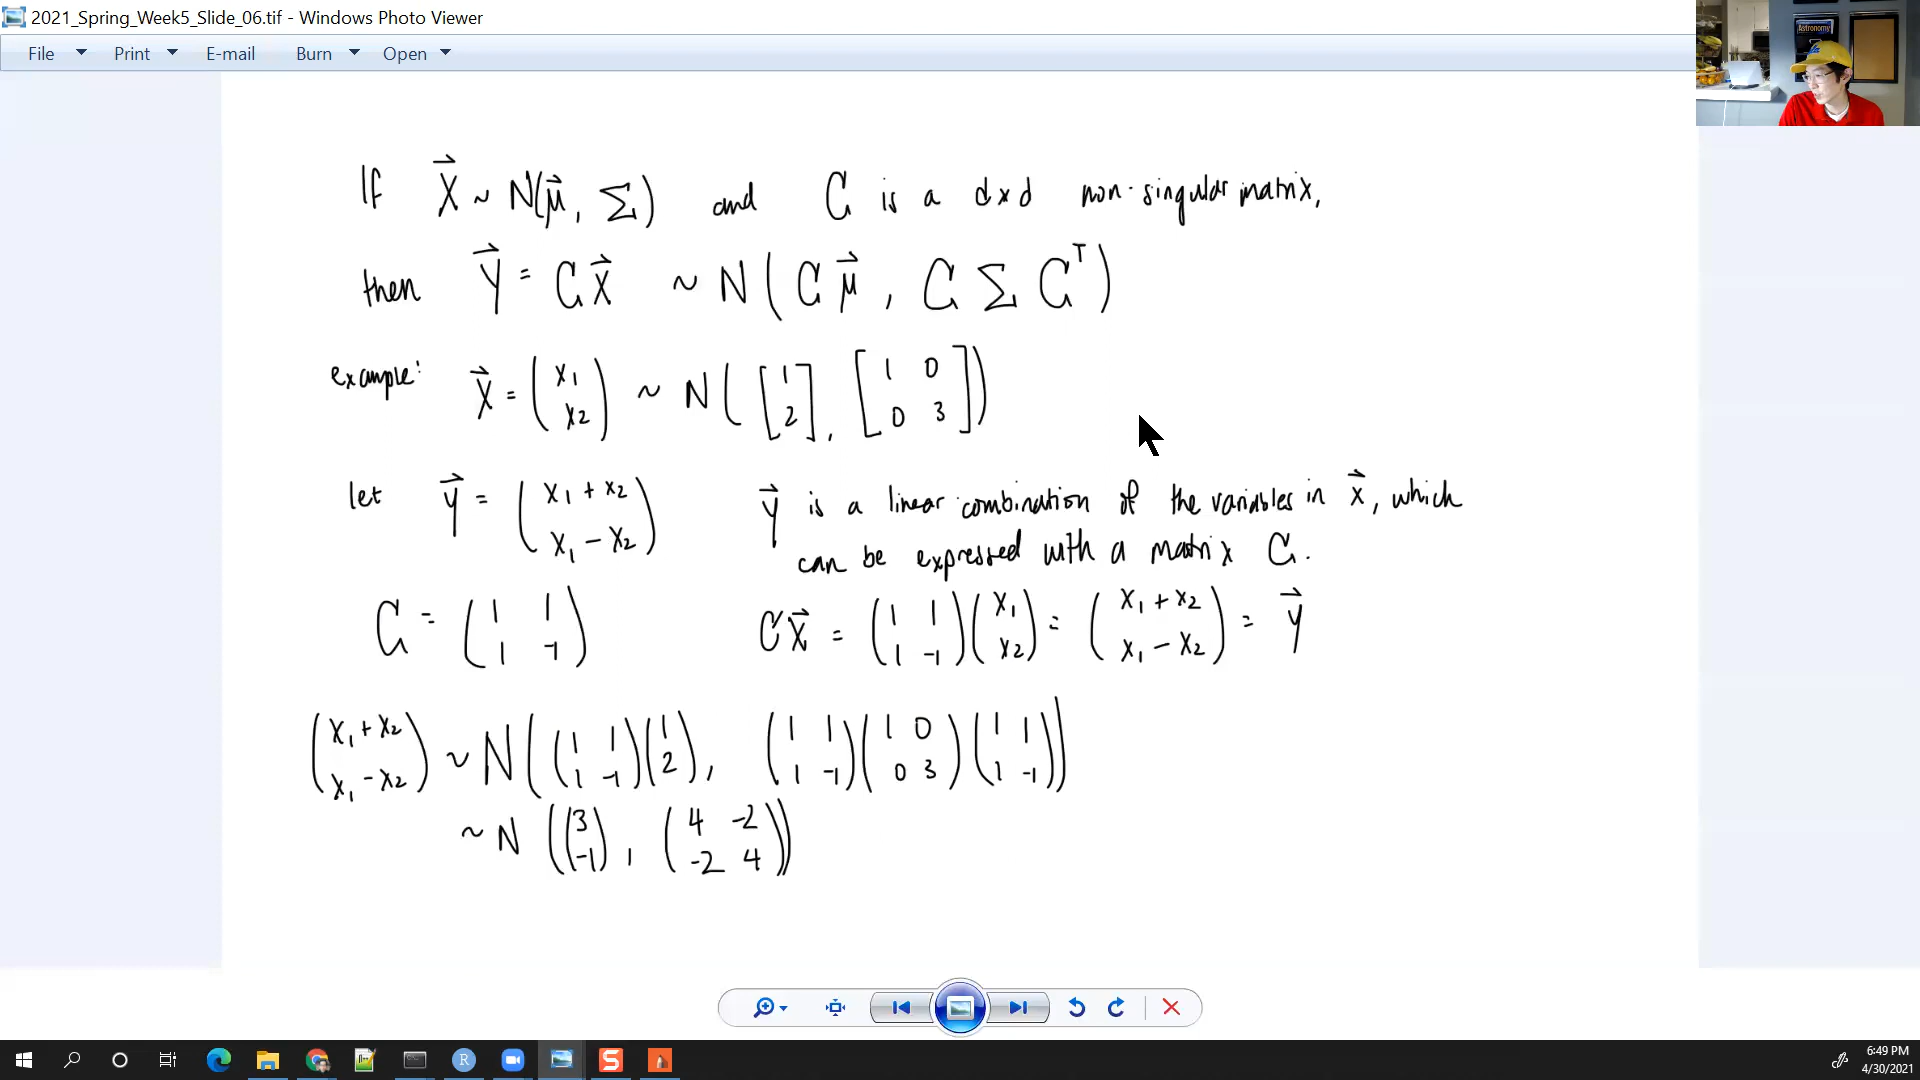 2021_Spring_Week5_Slide_06.tif - Windows Photo Viewer
File Print E-mail Burn Open
Astronomy
If X⃗ ~ N(μ⃗, Σ) and C is a d×d non-singular matrix,
then Y⃗ = C X⃗ ~ N(C μ⃗, C Σ Cᵀ)
example: X⃗ = (x₁ x₂) ~ N([1 2], [1 0 0 3])
let Y⃗ = (x₁ + x₂ x₁ − x₂)
Y⃗ is a linear combination of the variables in X⃗, which
can be expressed with a matrix C.
C = (1 1 1 -1)
C X⃗ = (1 1 1 -1)(x₁ x₂) = (x₁ + x₂ x₁ − x₂) = Y⃗
(x₁ + x₂ x₁ − x₂) ~ N((1 1 1 -1)(1 2), (1 1 1 -1)(1 0 0 3)(1 1 1 -1))
~ N((3 -1), (4 -2 -2 4))
6:49 PM
4/30/2021